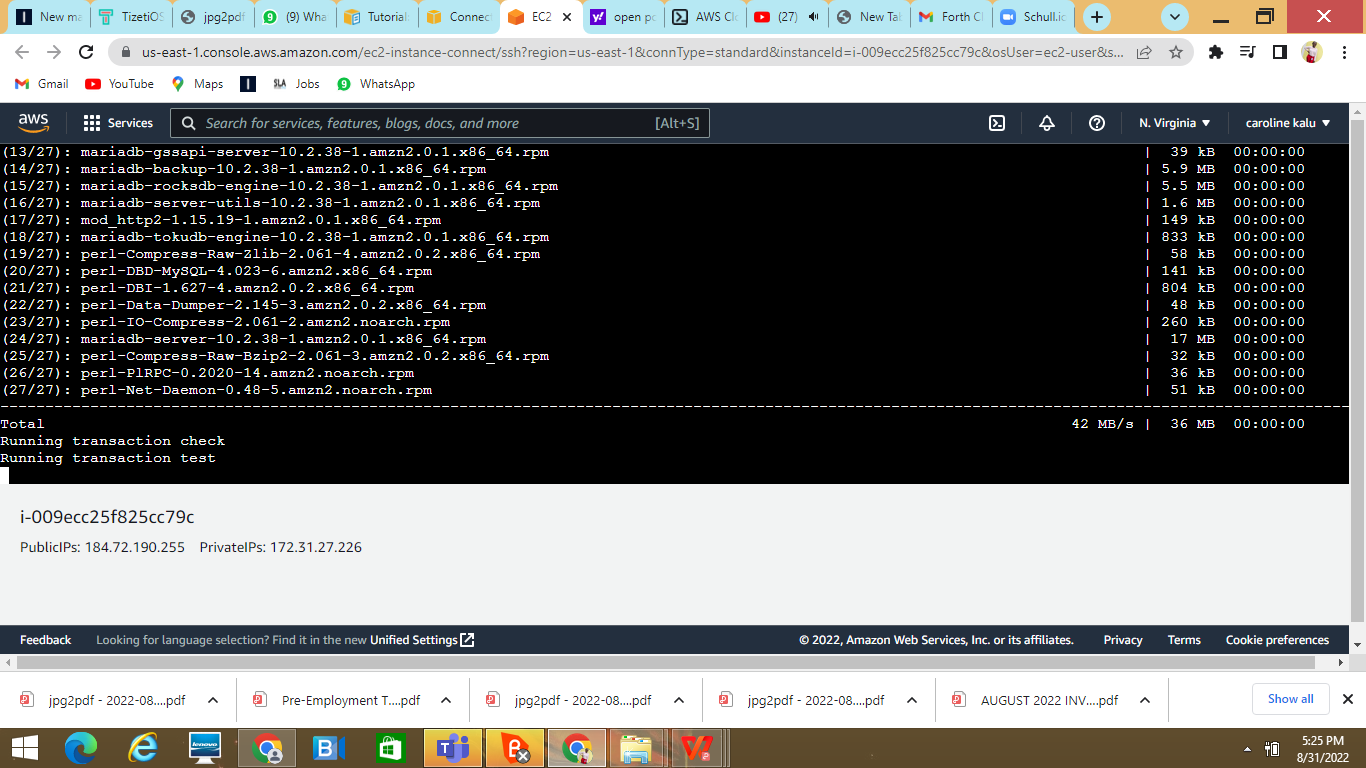 New ma
TizetiOS
jpg2pdf
(9) Wha
Tutorial:
Connect
EC2
open po
AWS Clo
(27)
New Tab
Forth Cl
Schull.io
us-east-1.console.aws.amazon.com/ec2-instance-connect/ssh?region=us-east-1&connType=standard&instanceId=i-009ecc25f825cc79c&osUser=ec2-user&s...
Gmail
YouTube
Maps
SLA Jobs
WhatsApp
aws
Services
Search for services, features, blogs, docs, and more [Alt+S]
N. Virginia
caroline kalu
(13/27): mariadb-gssapi-server-10.2.38-1.amzn2.0.1.x86_64.rpm | 39 kB 00:00:00
(14/27): mariadb-backup-10.2.38-1.amzn2.0.1.x86_64.rpm | 5.9 MB 00:00:00
(15/27): mariadb-rocksdb-engine-10.2.38-1.amzn2.0.1.x86_64.rpm | 5.5 MB 00:00:00
(16/27): mariadb-server-utils-10.2.38-1.amzn2.0.1.x86_64.rpm | 1.6 MB 00:00:00
(17/27): mod_http2-1.15.19-1.amzn2.0.1.x86_64.rpm | 149 kB 00:00:00
(18/27): mariadb-tokudb-engine-10.2.38-1.amzn2.0.1.x86_64.rpm | 833 kB 00:00:00
(19/27): perl-Compress-Raw-Zlib-2.061-4.amzn2.0.2.x86_64.rpm | 58 kB 00:00:00
(20/27): perl-DBD-MySQL-4.023-6.amzn2.x86_64.rpm | 141 kB 00:00:00
(21/27): perl-DBI-1.627-4.amzn2.0.2.x86_64.rpm | 804 kB 00:00:00
(22/27): perl-Data-Dumper-2.145-3.amzn2.0.2.x86_64.rpm | 48 kB 00:00:00
(23/27): perl-IO-Compress-2.061-2.amzn2.noarch.rpm | 260 kB 00:00:00
(24/27): mariadb-server-10.2.38-1.amzn2.0.1.x86_64.rpm | 17 MB 00:00:00
(25/27): perl-Compress-Raw-Bzip2-2.061-3.amzn2.0.2.x86_64.rpm | 32 kB 00:00:00
(26/27): perl-PlRPC-0.2020-14.amzn2.noarch.rpm | 36 kB 00:00:00
(27/27): perl-Net-Daemon-0.48-5.amzn2.noarch.rpm | 51 kB 00:00:00
Total 42 MB/s | 36 MB 00:00:00
Running transaction check
Running transaction test
i-009ecc25f825cc79c
PublicIPs: 184.72.190.255 PrivateIPs: 172.31.27.226
Feedback
Looking for language selection? Find it in the new Unified Settings
© 2022, Amazon Web Services, Inc. or its affiliates.
Privacy
Terms
Cookie preferences
jpg2pdf - 2022-08....pdf
Pre-Employment T....pdf
jpg2pdf - 2022-08....pdf
jpg2pdf - 2022-08....pdf
AUGUST 2022 INV....pdf
Show all
lenovo
5:25 PM
8/31/2022